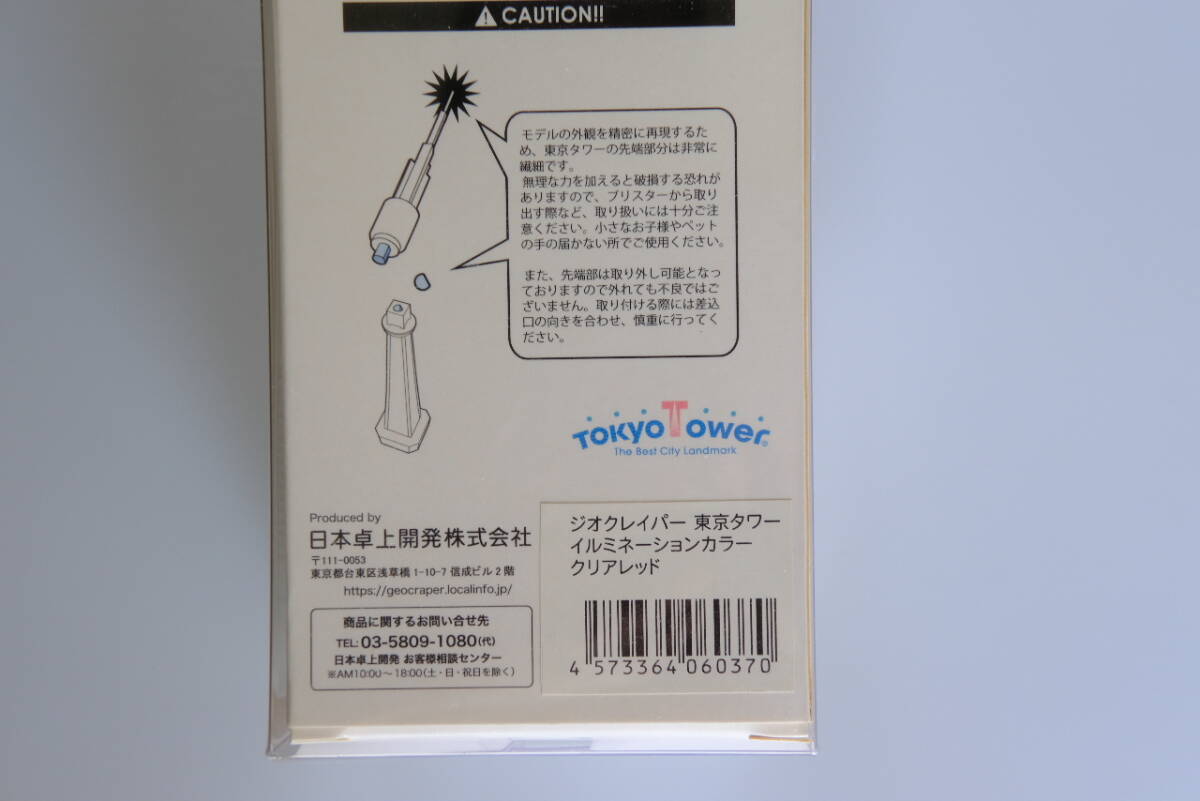 CAUTION!!
モデルの外観を精密に再現するた
め、東京タワーの先端部分は非常に
繊細です。
無理な力を加えると破損する恐れが
ありますので、ブリスターから取り
出す際など、取り扱いには十分ご注
意ください。小さなお子様やペット
の手の届かない所でご使用ください。
また、先端部は取り外し可能となっ
ておりますので外れても不良ではご
ざいません。取り付ける際には差込
口の向きを合わせ、慎重に行ってく
ださい。
TOKYO TOWER®
The Best City Landmark
Produced by
日本卓上開発株式会社
〒111-0053
東京都台東区浅草橋 1-10-7 信成ビル 2 階
https://geocraper.localinfo.jp/
商品に関するお問い合せ先
TEL: 03-5809-1080(代)
日本卓上開発 お客様相談センター
※AM10:00～18:00(土・日・祝日を除く)
ジオクレイパー 東京タワー
イルミネーションカラー
クリアレッド
4 573364 060370